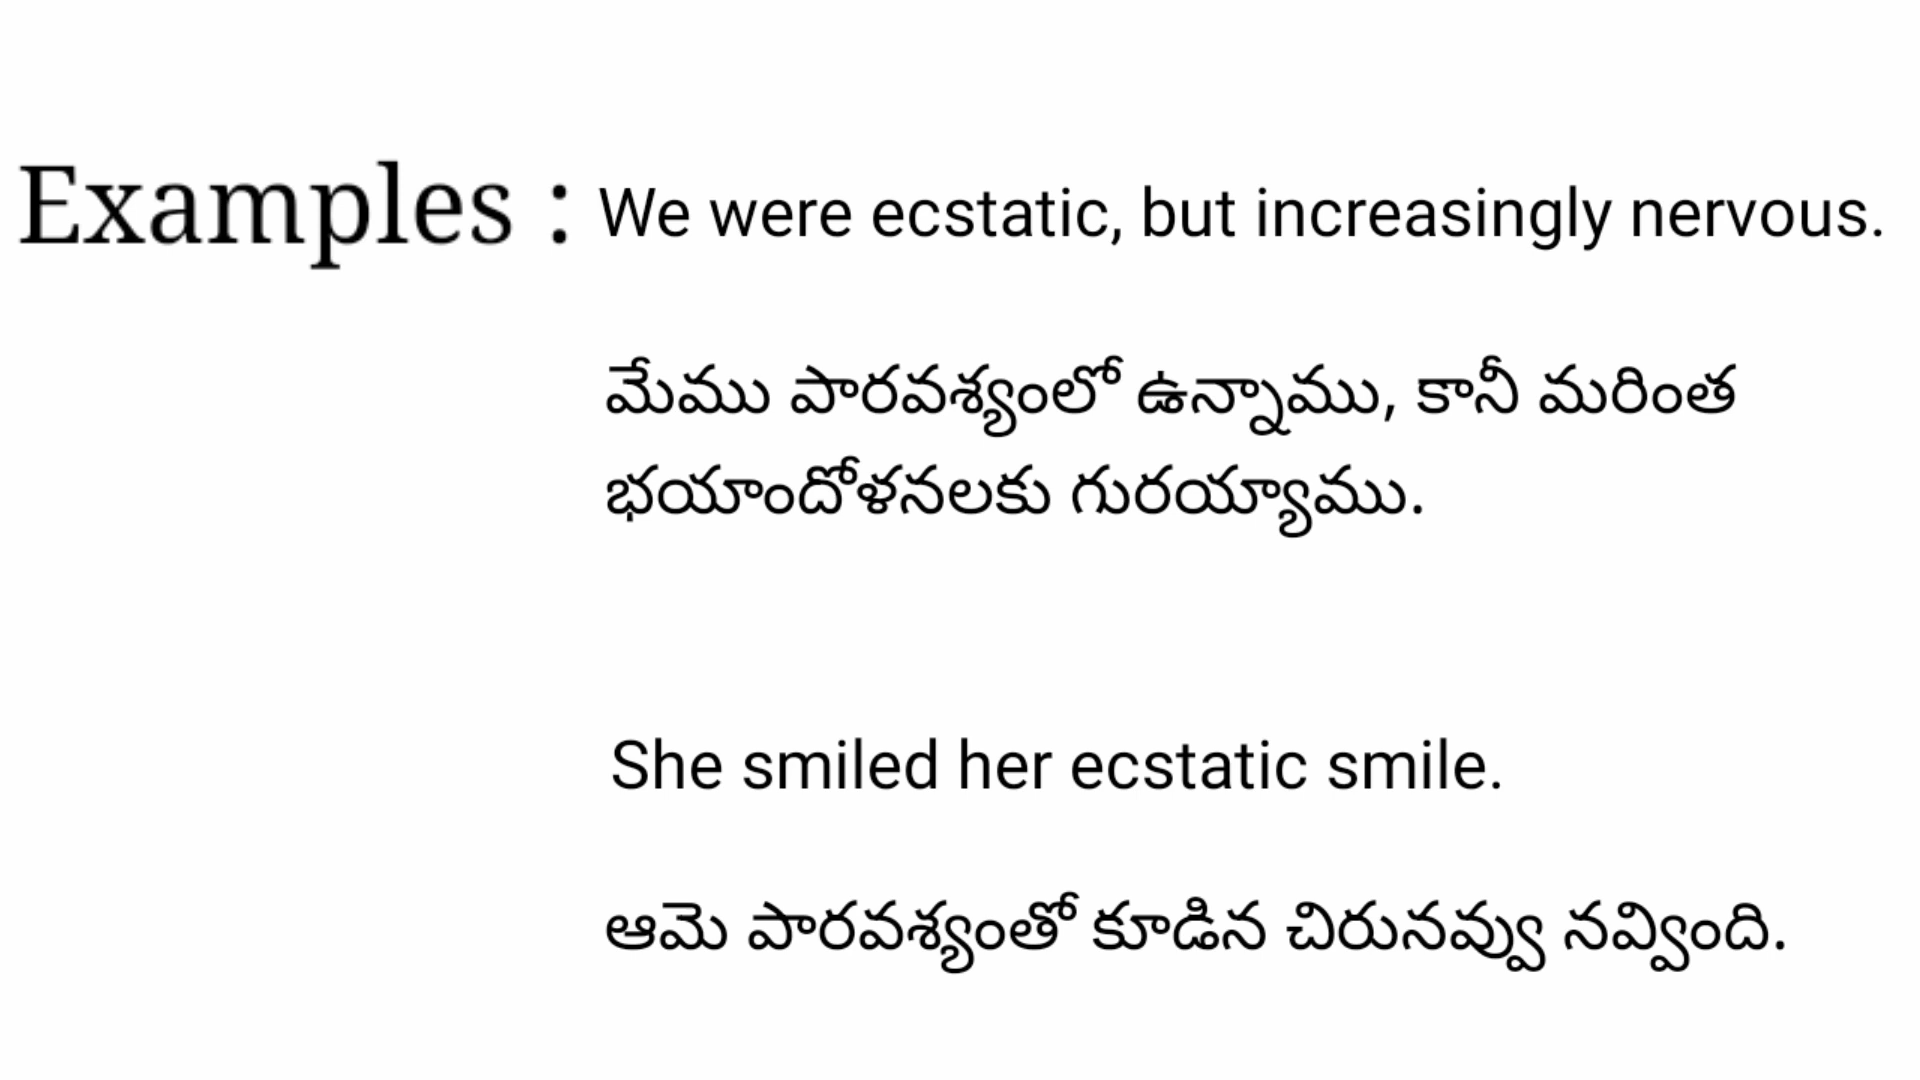 Examples : We were ecstatic, but increasingly nervous.
మేము పారవశ్యంలో ఉన్నాము, కానీ మరింత
భయాందోళనలకు గురయ్యాము.
She smiled her ecstatic smile.
ఆమె పారవశ్యంతో కూడిన చిరునవ్వు నవ్వింది.